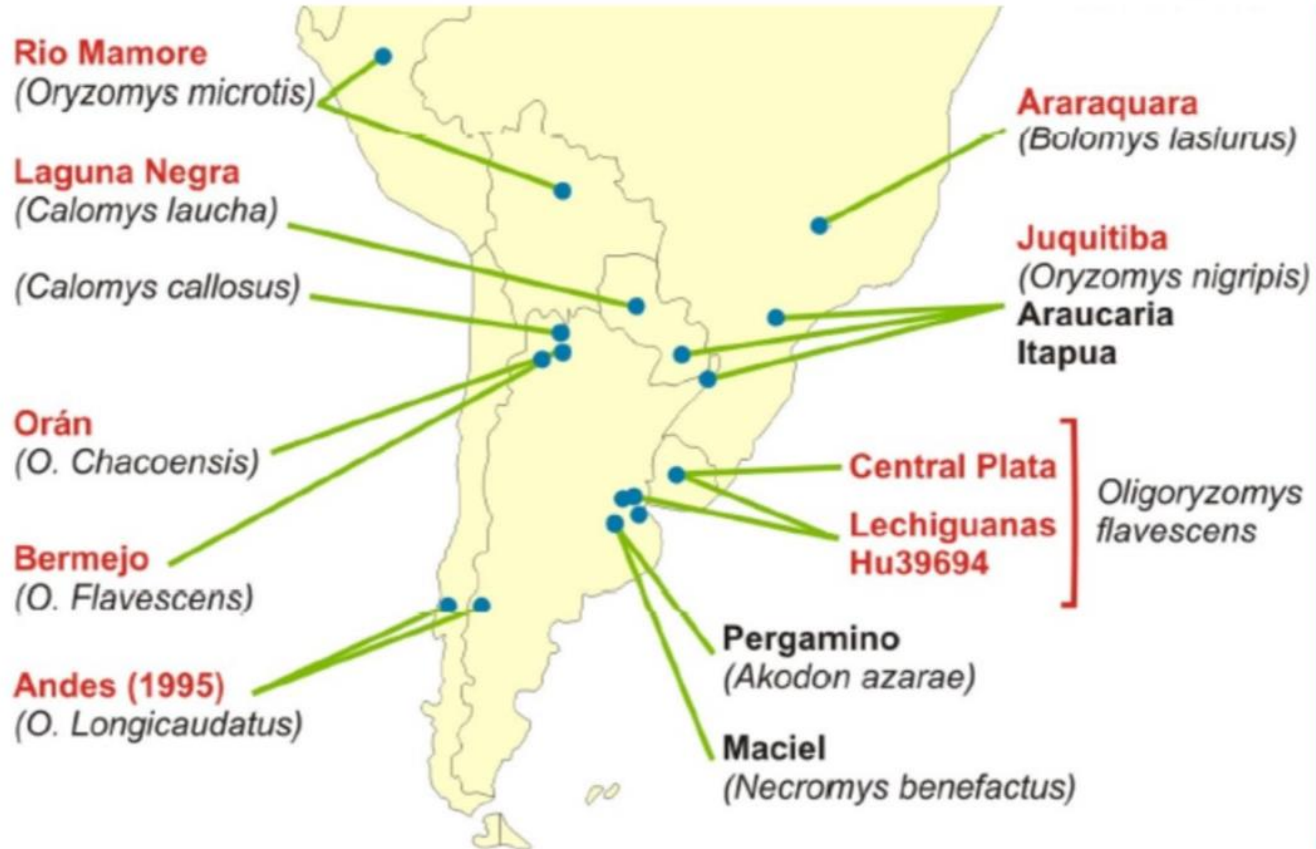 Rio Mamore
(Oryzomys microtis)
Laguna Negra
(Calomys laucha)
(Calomys callosus)
Orán
(O. Chacoensis)
Bermejo
(O. Flavescens)
Andes (1995)
(O. Longicaudatus)
Araraquara
(Bolomys lasiurus)
Juquitiba
(Oryzomys nigripis)
Araucaria
Itapua
Central Plata
Lechiguanas
Hu39694
Oligoryzomys
flavescens
Pergamino
(Akodon azarae)
Maciel
(Necromys benefactus)